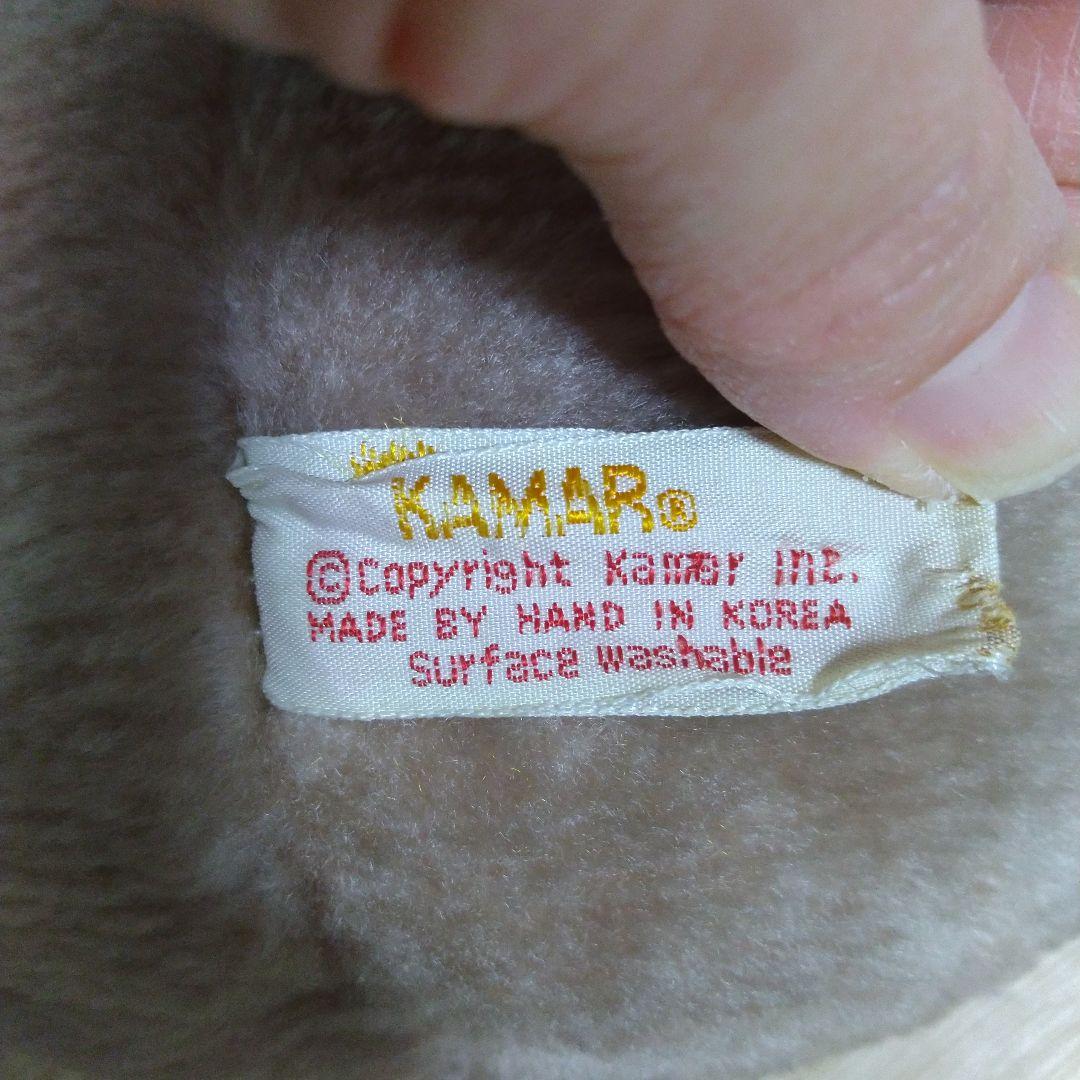 KAMAR®
©Copyright Kamar Inc.
MADE BY HAND IN KOREA
Surface Washable